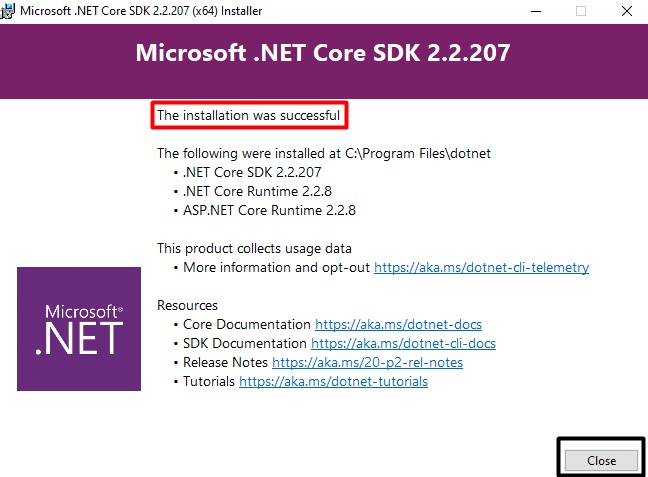 Microsoft .NET Core SDK 2.2.207 (x64) Installer
Microsoft .NET Core SDK 2.2.207
The installation was successful
The following were installed at C:\Program Files\dotnet
• .NET Core SDK 2.2.207
• .NET Core Runtime 2.2.8
• ASP.NET Core Runtime 2.2.8
This product collects usage data
• More information and opt-out https://aka.ms/dotnet-cli-telemetry
Resources
• Core Documentation https://aka.ms/dotnet-docs
• SDK Documentation https://aka.ms/dotnet-cli-docs
• Release Notes https://aka.ms/20-p2-rel-notes
• Tutorials https://aka.ms/dotnet-tutorials
Microsoft®
.NET
Close